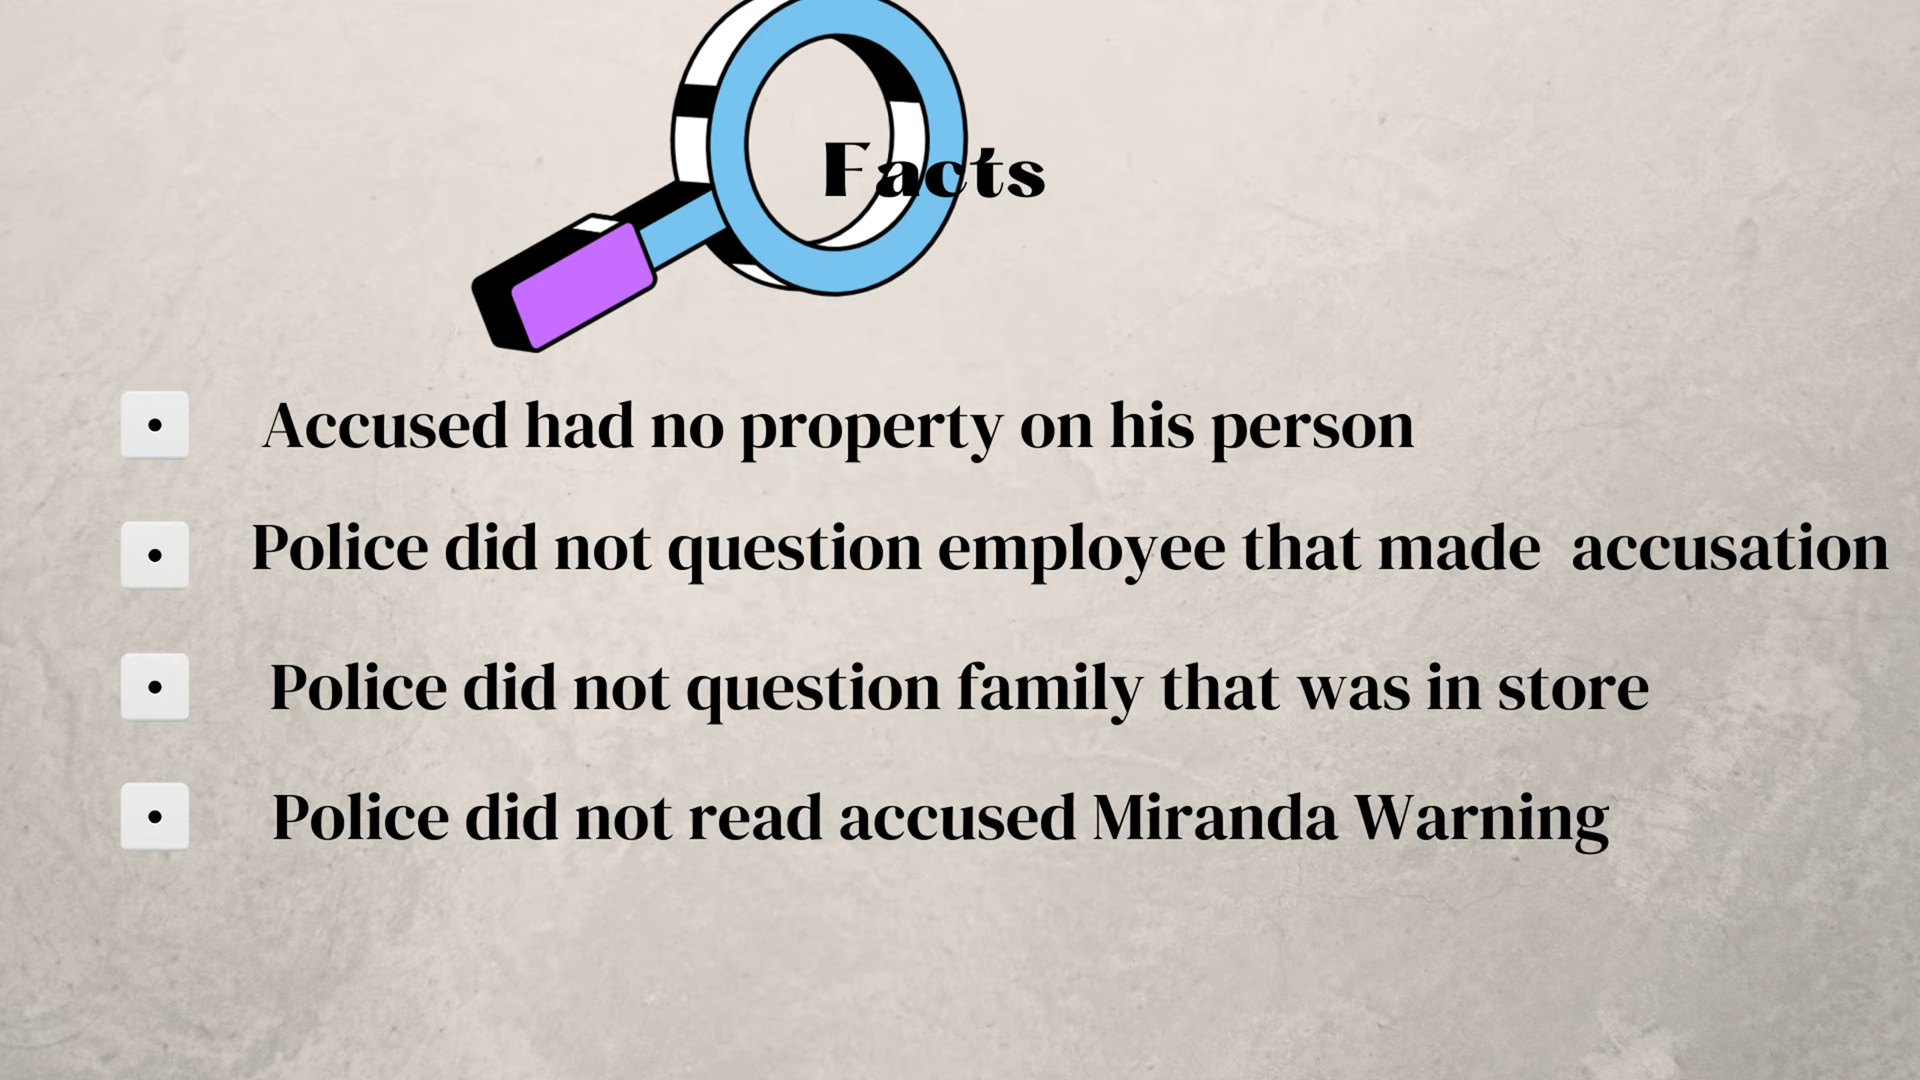 Facts
• Accused had no property on his person
• Police did not question employee that made  accusation
• Police did not question family that was in store
• Police did not read accused Miranda Warning